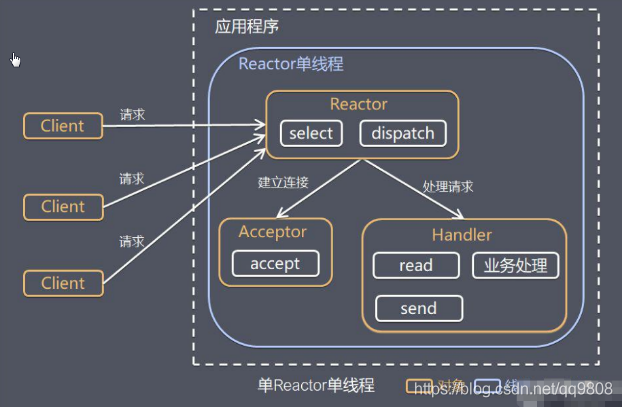 应用程序
Reactor单线程
Reactor
select
dispatch
Client
请求
Client
请求
Client
请求
建立连接
处理请求
Acceptor
accept
Handler
read
业务处理
send
单Reactor单线程
对象
https://blog.csdn.net/qq9808